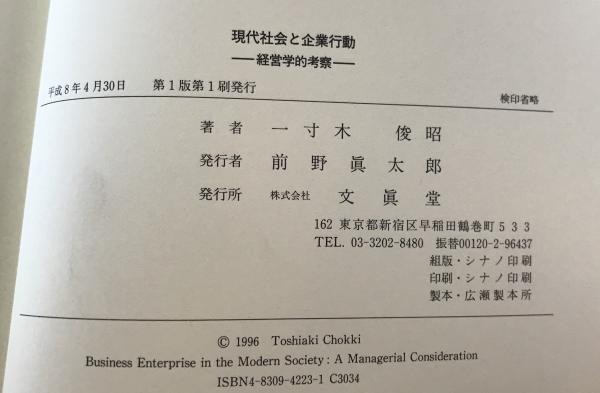 現代社会と企業行動
──経営学的考察──
平成8年4月30日　第1版第1刷発行　検印省略
著者　一寸木　俊昭
発行者　前野眞太郎
発行所　株式会社　文眞堂
162 東京都新宿区早稲田鶴巻町533
TEL. 03-3202-8480　振替00120-2-96437
組版・シナノ印刷
印刷・シナノ印刷
製本・広瀬製本所
© 1996 Toshiaki Chokki
Business Enterprise in the Modern Society: A Managerial Consideration
ISBN4-8309-4223-1 C3034